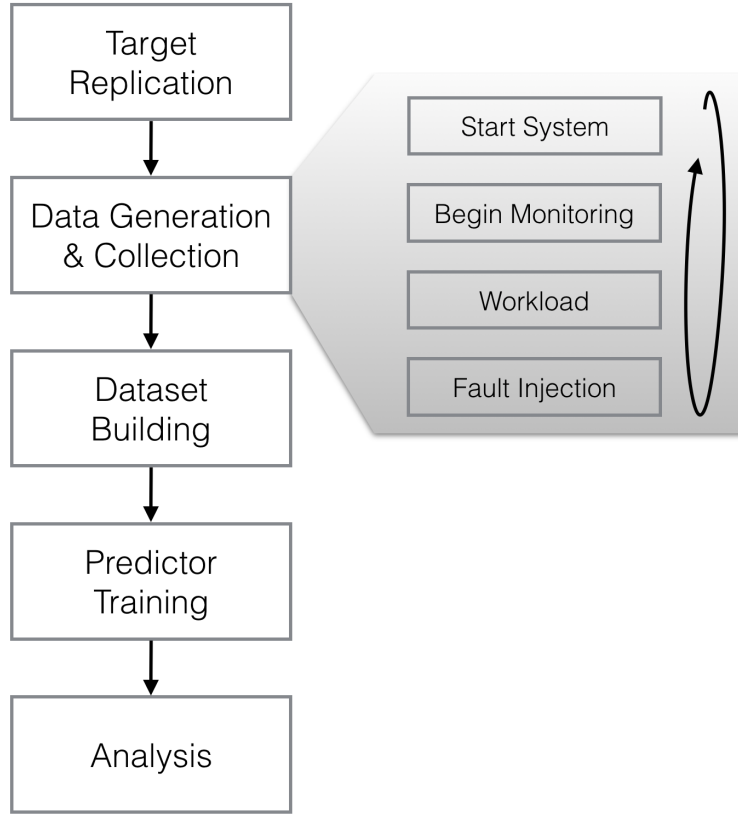 Target
Replication
Data Generation
& Collection
Dataset
Building
Predictor
Training
Analysis
Start System
Begin Monitoring
Workload
Fault Injection